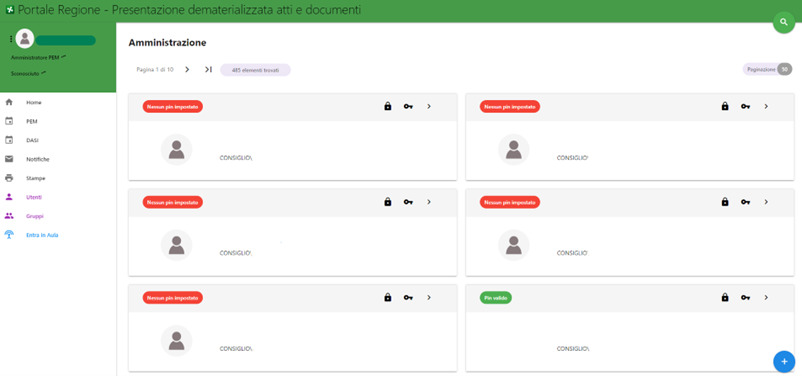 Portale Regione - Presentazione dematerializzata atti e documenti
Amministratore PEM
Sconosciuto
Home
PEM
DASI
Notifiche
Stampe
Utenti
Gruppi
Entra in Aula
Amministrazione
Pagina 1 di 10
485 elementi trovati
Paginazione 50
Nessun pin impostato
CONSIGLIO\
Nessun pin impostato
CONSIGLIO\
Nessun pin impostato
CONSIGLIO\
Nessun pin impostato
CONSIGLIO\
Nessun pin impostato
CONSIGLIO\
Pin valido
CONSIGLIO\